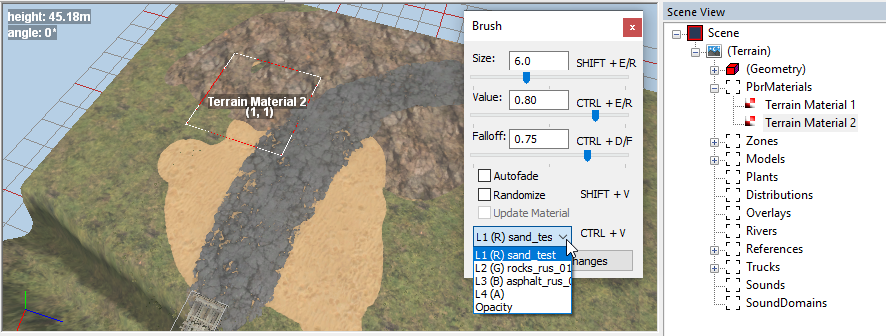 height: 45.18m
angle: 0°
Terrain Material 2
(1, 1)
Brush
x
Size:
6.0
SHIFT + E/R
Value:
0.80
CTRL + E/R
Falloff:
0.75
CTRL + D/F
Autofade
Randomize
SHIFT + V
Update Material
L1 (R) sand_tes
CTRL + V
hanges
L1 (R) sand_test
L2 (G) rocks_rus_01
L3 (B) asphalt_rus_
L4 (A)
Opacity
Scene View
Scene
(Terrain)
(Geometry)
PbrMaterials
Terrain Material 1
Terrain Material 2
Zones
Models
Plants
Distributions
Overlays
Rivers
References
Trucks
Sounds
SoundDomains